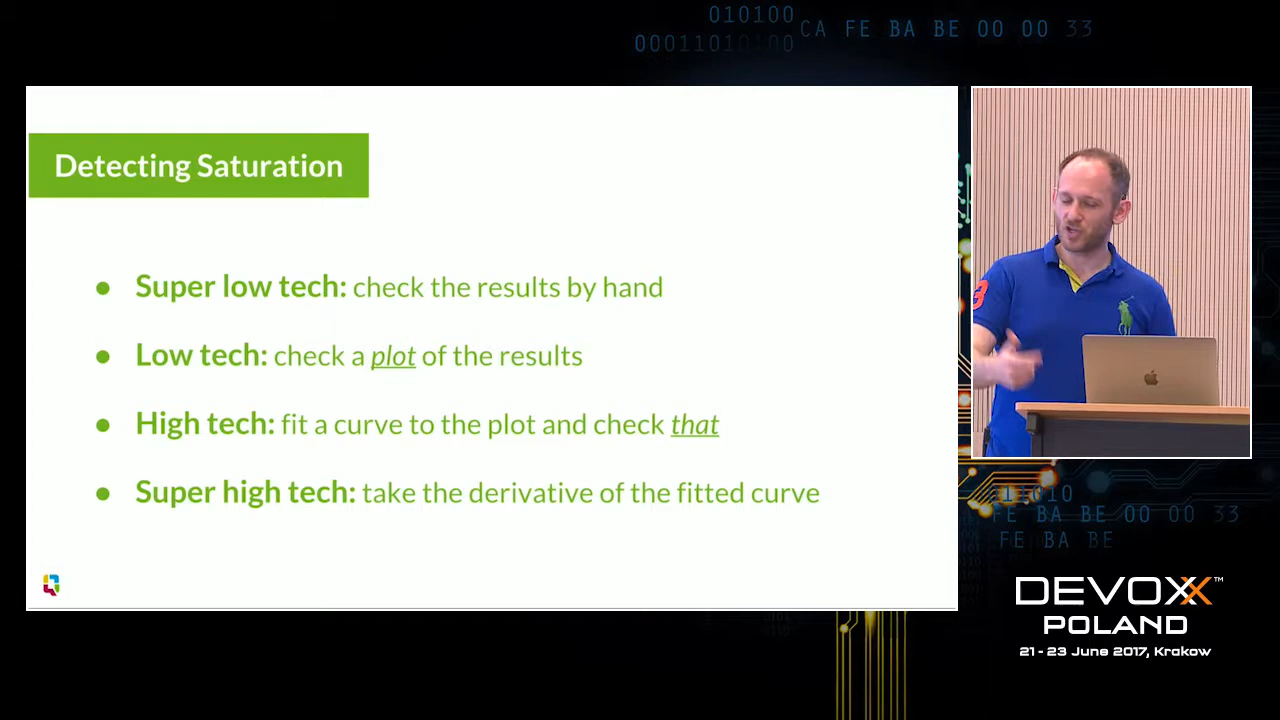 010100
00011010100
CA FE BA BE 00 00 33
Detecting Saturation
● Super low tech: check the results by hand
● Low tech: check a plot of the results
● High tech: fit a curve to the plot and check that
● Super high tech: take the derivative of the fitted curve
3
FE BA BE 00 00 33
FE BA BE
DEVOXX™
POLAND
21 - 23 June 2017, Krakow